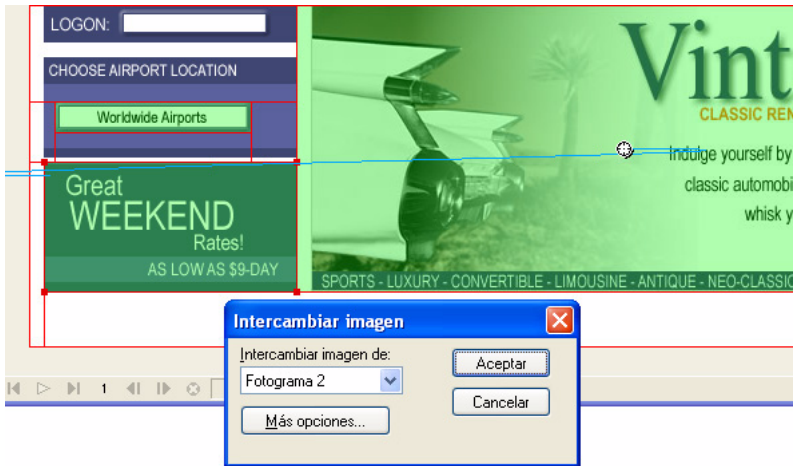 LOGON:
CHOOSE AIRPORT LOCATION
Worldwide Airports
Great
WEEKEND
Rates!
AS LOW AS $9-DAY
Vint
CLASSIC REN
Indulge yourself by
classic automobi
whisk y
SPORTS - LUXURY - CONVERTIBLE - LIMOUSINE - ANTIQUE - NEO-CLASSIC
Intercambiar imagen
Intercambiar imagen de:
Fotograma 2
Aceptar
Cancelar
Más opciones...
1